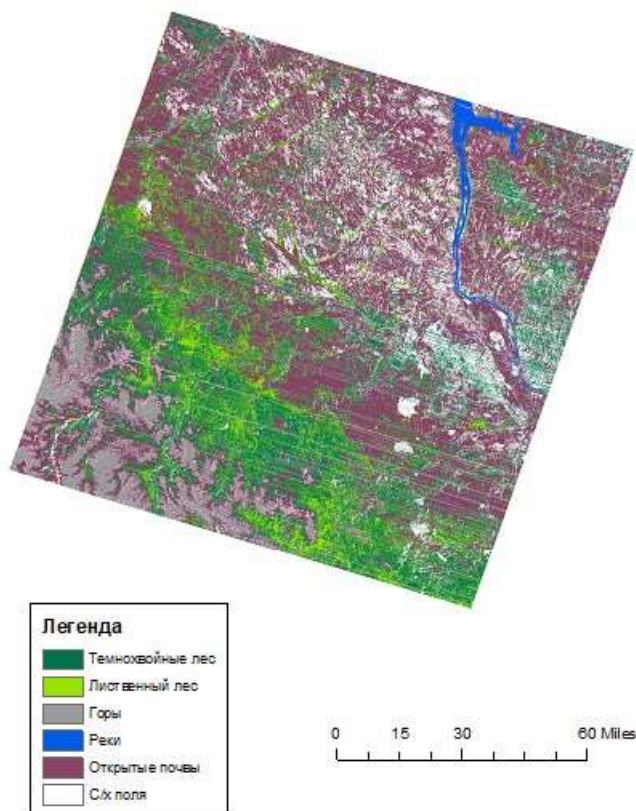 Легенда
Темнохвойные лес
Лиственный лес
Горы
Реки
Открытые почвы
С/х поля
0 15 30 60 Miles